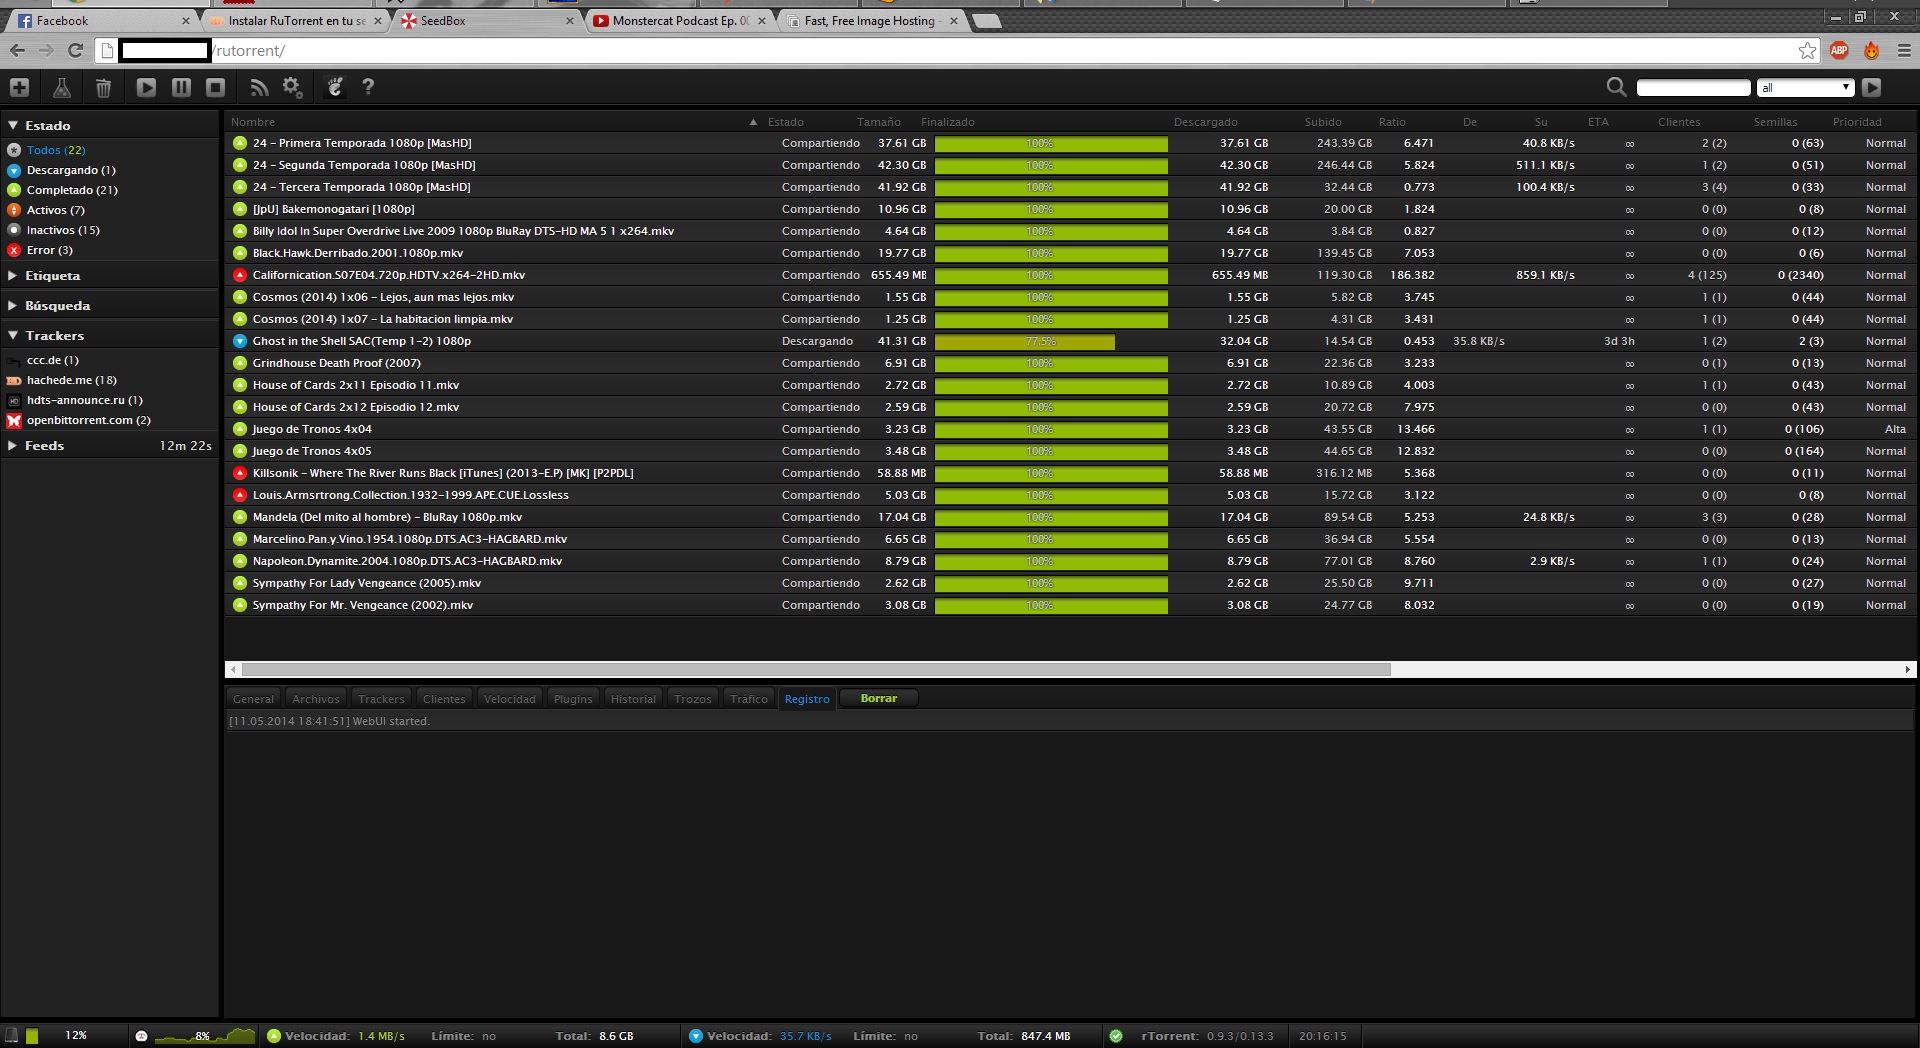 Facebook
Instalar RuTorrent en tu se
SeedBox
Monstercat Podcast Ep. 00
Fast, Free Image Hosting -
/rutorrent/
ABP
?
all
Estado
Todos (22)
Descargando (1)
Completado (21)
Activos (7)
Inactivos (15)
Error (3)
Etiqueta
Búsqueda
Trackers
ccc.de (1)
hachede.me (18)
hdts-announce.ru (1)
openbittorrent.com (2)
Feeds 12m 22s
Nombre Estado Tamaño Finalizado Descargado Subido Ratio De Su ETA Clientes Semillas Prioridad
24 - Primera Temporada 1080p [MasHD] Compartiendo 37.61 GB 100% 37.61 GB 243.39 GB 6.471 40.8 KB/s ∞ 2 (2) 0 (63) Normal
24 - Segunda Temporada 1080p [MasHD] Compartiendo 42.30 GB 100% 42.30 GB 246.44 GB 5.824 511.1 KB/s ∞ 1 (2) 0 (51) Normal
24 - Tercera Temporada 1080p [MasHD] Compartiendo 41.92 GB 100% 41.92 GB 32.44 GB 0.773 100.4 KB/s ∞ 3 (4) 0 (33) Normal
[JpU] Bakemonogatari [1080p] Compartiendo 10.96 GB 100% 10.96 GB 20.00 GB 1.824 ∞ 0 (0) 0 (8) Normal
Billy Idol In Super Overdrive Live 2009 1080p BluRay DTS-HD MA 5 1 x264.mkv Compartiendo 4.64 GB 100% 4.64 GB 3.84 GB 0.827 ∞ 0 (0) 0 (12) Normal
Black.Hawk.Derribado.2001.1080p.mkv Compartiendo 19.77 GB 100% 19.77 GB 139.45 GB 7.053 ∞ 0 (0) 0 (6) Normal
Californication.S07E04.720p.HDTV.x264-2HD.mkv Compartiendo 655.49 MB 100% 655.49 MB 119.30 GB 186.382 859.1 KB/s ∞ 4 (125) 0 (2340) Normal
Cosmos (2014) 1x06 - Lejos, aun mas lejos.mkv Compartiendo 1.55 GB 100% 1.55 GB 5.82 GB 3.745 ∞ 1 (1) 0 (44) Normal
Cosmos (2014) 1x07 - La habitacion limpia.mkv Compartiendo 1.25 GB 100% 1.25 GB 4.31 GB 3.431 ∞ 1 (1) 0 (44) Normal
Ghost in the Shell SAC(Temp 1-2) 1080p Descargando 41.31 GB 77.5% 32.04 GB 14.54 GB 0.453 35.8 KB/s 3d 3h 1 (2) 2 (3) Normal
Grindhouse Death Proof (2007) Compartiendo 6.91 GB 100% 6.91 GB 22.36 GB 3.233 ∞ 0 (1) 0 (13) Normal
House of Cards 2x11 Episodio 11.mkv Compartiendo 2.72 GB 100% 2.72 GB 10.89 GB 4.003 ∞ 1 (1) 0 (43) Normal
House of Cards 2x12 Episodio 12.mkv Compartiendo 2.59 GB 100% 2.59 GB 20.72 GB 7.975 ∞ 0 (0) 0 (43) Normal
Juego de Tronos 4x04 Compartiendo 3.23 GB 100% 3.23 GB 43.55 GB 13.466 ∞ 1 (1) 0 (106) Alta
Juego de Tronos 4x05 Compartiendo 3.48 GB 100% 3.48 GB 44.65 GB 12.832 ∞ 0 (0) 0 (164) Normal
Killsonik - Where The River Runs Black [iTunes] (2013-E.P) [MK] [P2PDL] Compartiendo 58.88 MB 100% 58.88 MB 316.12 MB 5.368 ∞ 0 (0) 0 (11) Normal
Louis.Armsrtrong.Collection.1932-1999.APE.CUE.Lossless Compartiendo 5.03 GB 100% 5.03 GB 15.72 GB 3.122 ∞ 0 (0) 0 (8) Normal
Mandela (Del mito al hombre) - BluRay 1080p.mkv Compartiendo 17.04 GB 100% 17.04 GB 89.54 GB 5.253 24.8 KB/s ∞ 3 (3) 0 (28) Normal
Marcelino.Pan.y.Vino.1954.1080p.DTS.AC3-HAGBARD.mkv Compartiendo 6.65 GB 100% 6.65 GB 36.94 GB 5.554 ∞ 0 (0) 0 (13) Normal
Napoleon.Dynamite.2004.1080p.DTS.AC3-HAGBARD.mkv Compartiendo 8.79 GB 100% 8.79 GB 77.01 GB 8.760 2.9 KB/s ∞ 1 (1) 0 (24) Normal
Sympathy For Lady Vengeance (2005).mkv Compartiendo 2.62 GB 100% 2.62 GB 25.50 GB 9.711 ∞ 0 (0) 0 (27) Normal
Sympathy For Mr. Vengeance (2002).mkv Compartiendo 3.08 GB 100% 3.08 GB 24.77 GB 8.032 ∞ 0 (0) 0 (19) Normal
General Archivos Trackers Clientes Velocidad Plugins Historial Trozos Tráfico Registro Borrar
[11.05.2014 18:41:51] WebUI started.
12% 8% Velocidad: 1.4 MB/s Límite: no Total: 8.6 GB Velocidad: 35.7 KB/s Límite: no Total: 847.4 MB rTorrent: 0.9.3/0.13.3 20:16:15